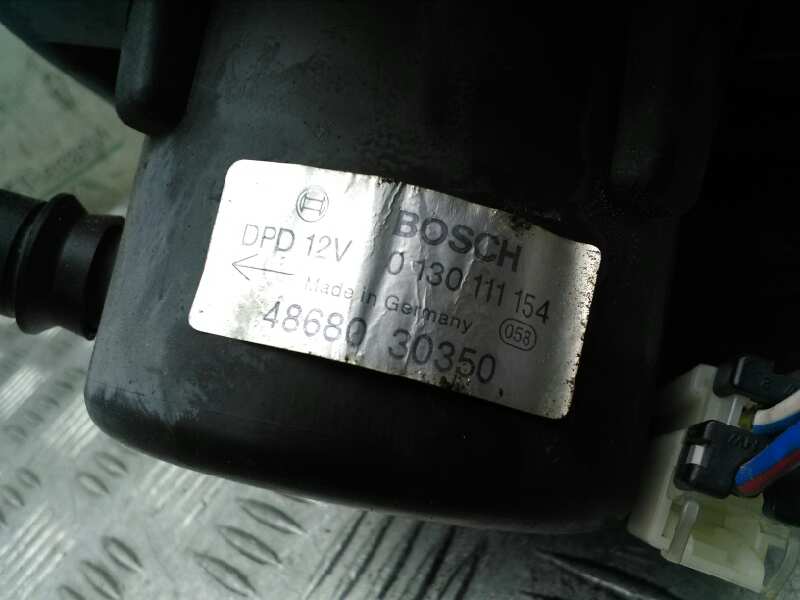 BOSCH
DPD 12V 0 130 111 154
Made in Germany 058
48680 30350